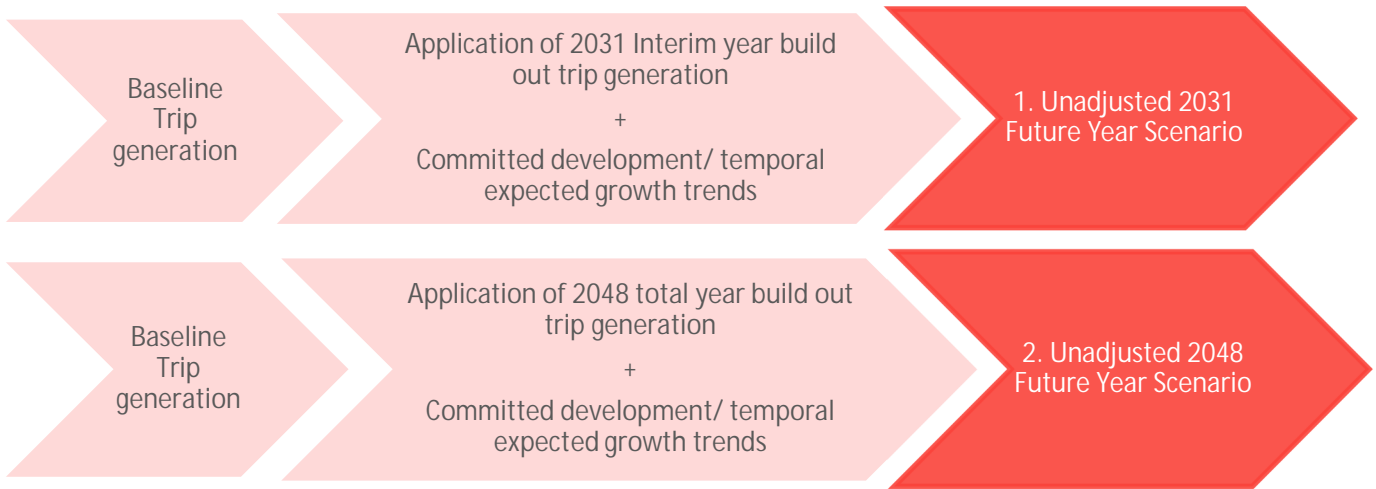 Baseline
Trip
generation
Application of 2031 Interim year build
out trip generation
+
Committed development/ temporal
expected growth trends
1. Unadjusted 2031
Future Year Scenario
Baseline
Trip
generation
Application of 2048 total year build out
trip generation
+
Committed development/ temporal
expected growth trends
2. Unadjusted 2048
Future Year Scenario